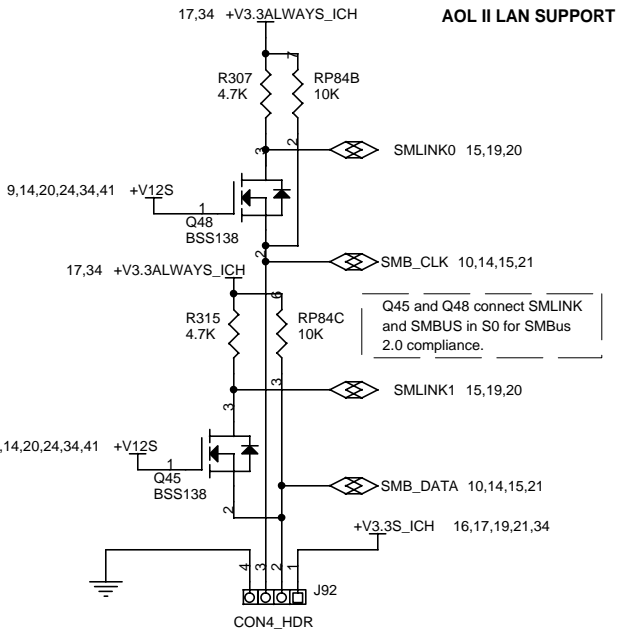 17,34 +V3.3ALWAYS_ICH
AOL II LAN SUPPORT
7
R307
4.7K
RP84B
10K
3
2
SMLINK0 15,19,20
9,14,20,24,34,41 +V12S
1
Q48
BSS138
2
SMB_CLK 10,14,15,21
17,34 +V3.3ALWAYS_ICH
6
R315
4.7K
RP84C
10K
Q45 and Q48 connect SMLINK
and SMBUS in S0 for SMBus
2.0 compliance.
3
3
SMLINK1 15,19,20
,14,20,24,34,41 +V12S
1
Q45
BSS138
2
SMB_DATA 10,14,15,21
+V3.3S_ICH 16,17,19,21,34
4
3
2
1
J92
CON4_HDR